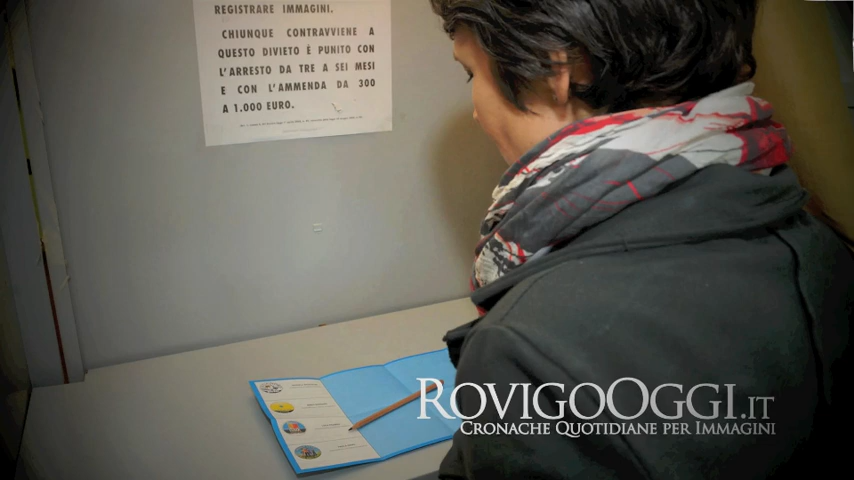 REGISTRARE IMMAGINI.
CHIUNQUE CONTRAVVIENE A
QUESTO DIVIETO È PUNITO CON
L'ARRESTO DA TRE A SEI MESI
E CON L'AMMENDA DA 300
A 1.000 EURO.
ROVIGOOGGI.IT
CRONACHE QUOTIDIANE PER IMMAGINI